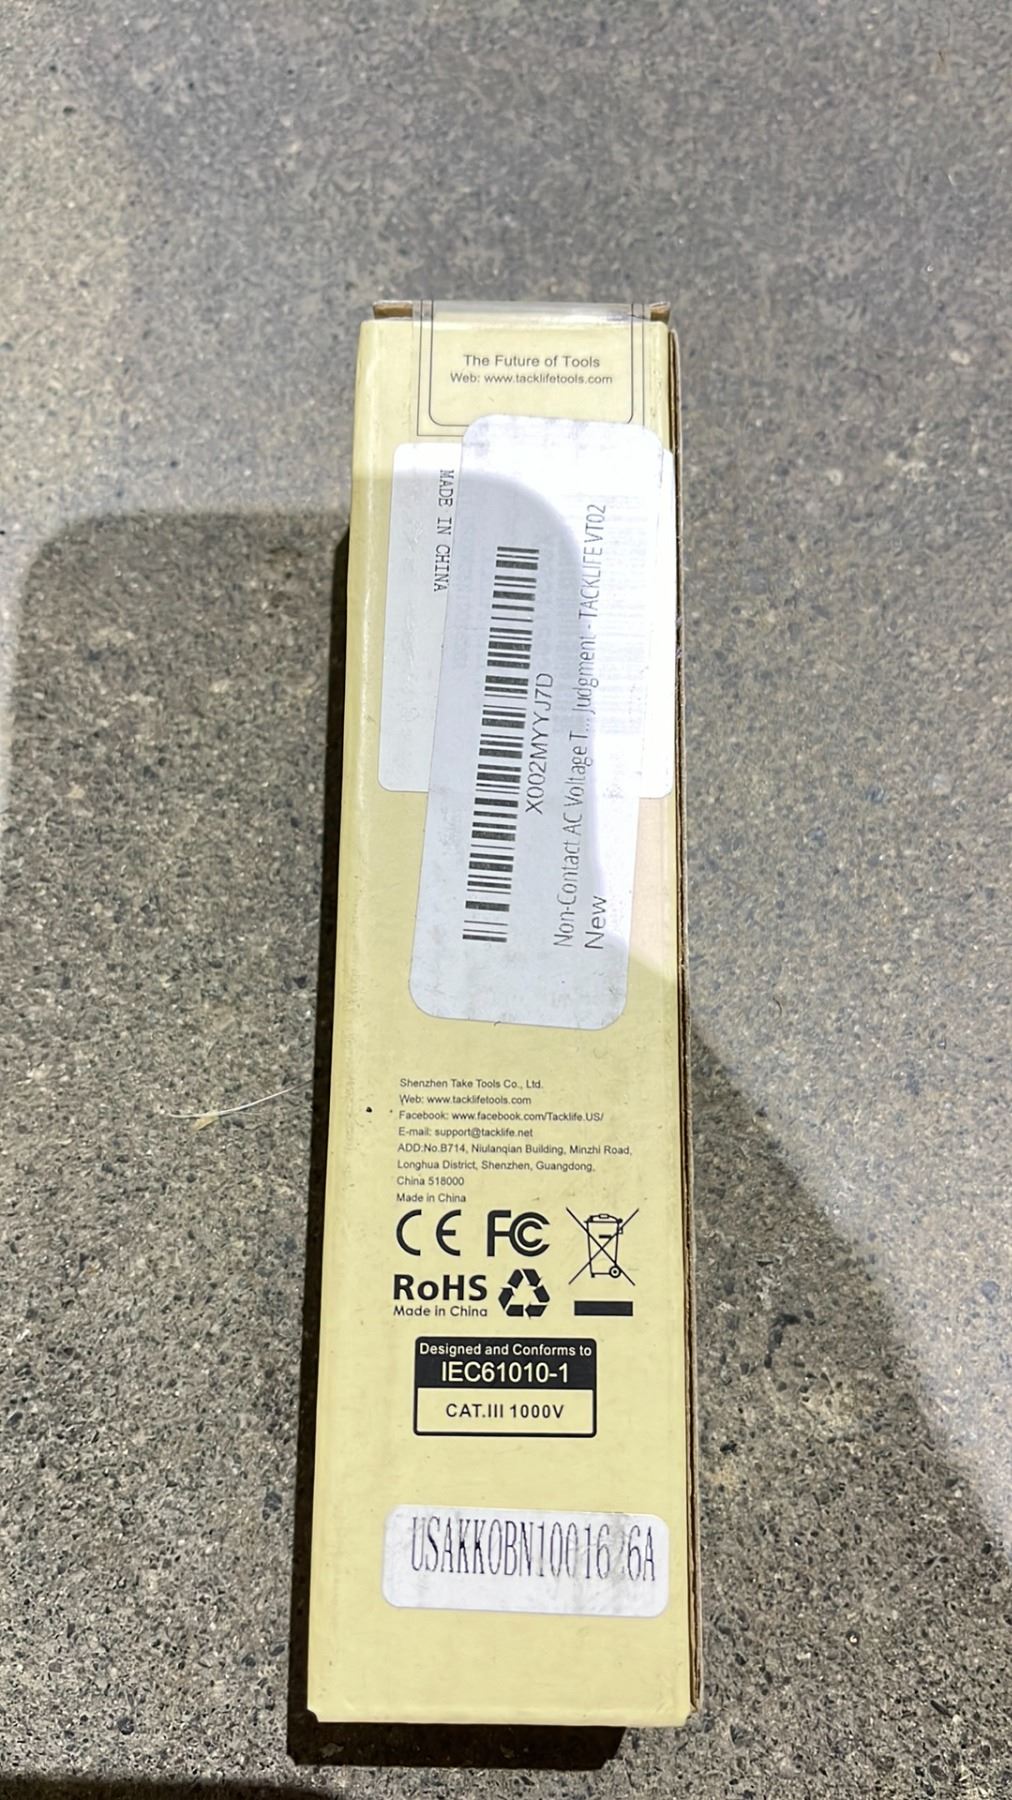 The Future of Tools
Web: www.tacklifetools.com
MADE IN CHINA
X002MYYJ7D
Non-Contact AC Voltage T... Judgment - TACKLIFE VT02
New
Shenzhen Take Tools Co., Ltd.
Web: www.tacklifetools.com
Facebook: www.facebook.com/Tacklife.US/
E-mail: support@tacklife.net
ADD:No.B714, Niulanqian Building, Minzhi Road,
Longhua District, Shenzhen, Guangdong,
China 518000
Made in China
CE FC
RoHS
Made in China
Designed and Conforms to
IEC61010-1
CAT.III 1000V